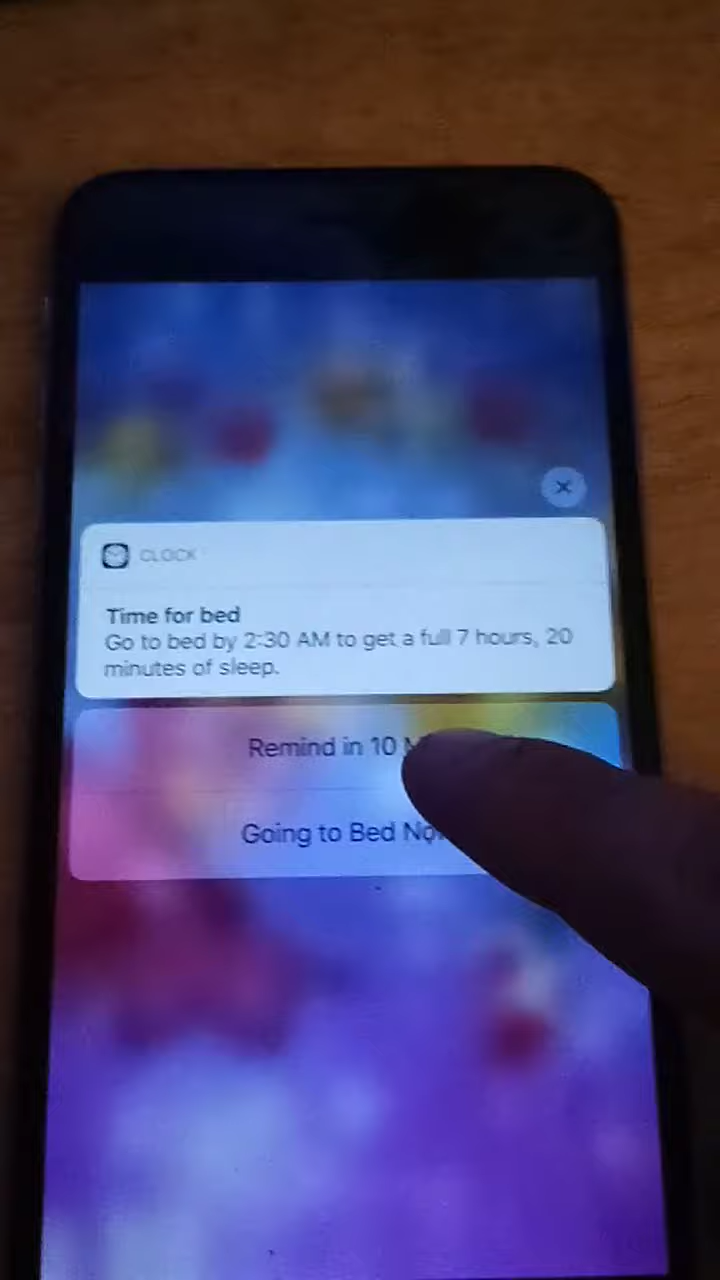 CLOCK
Time for bed
Go to bed by 2:30 AM to get a full 7 hours, 20
minutes of sleep.
Remind in 10
Going to Bed